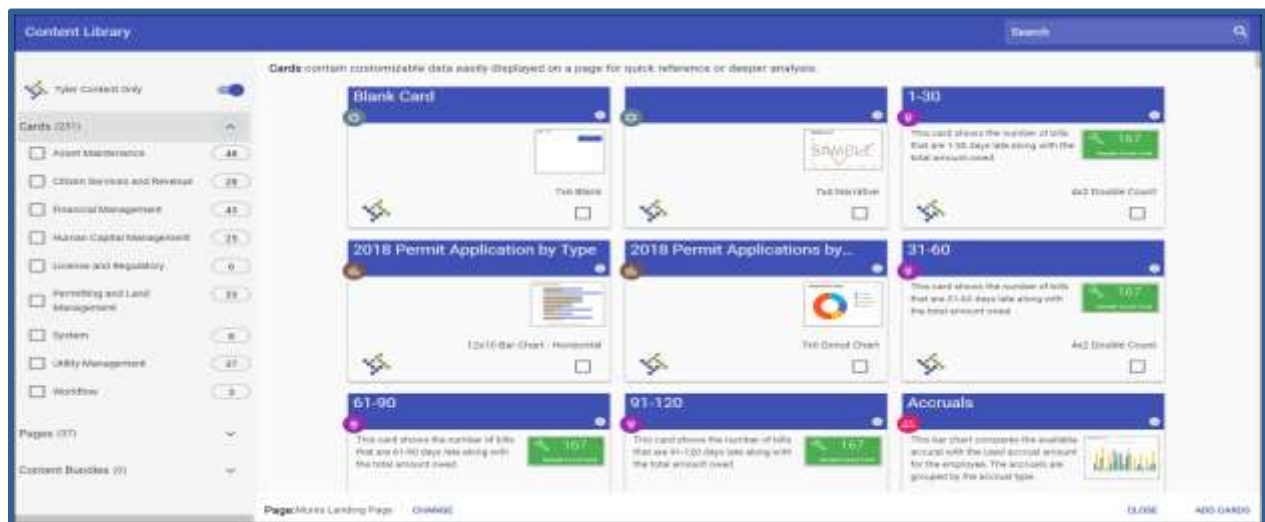 Content Library
Search
Tyler Content Only
Cards (251)
Asset Maintenance
48
Citizen Services and Revenue
28
Financial Management
43
Human Capital Management
25
License and Regulatory
Permitting and Land
Management
33
System
Utility Management
37
Workflow
Pages (37)
Content Bundles
Cards contain customizable data easily displayed on a page for quick reference or deeper analysis.
Blank Card
7x6 Blank
SAMPLE
7x6 Narrative
1-30
This card shows the number of bills
that are 1-30 days late along with the
total amount owed.
167
4x2 Double Count
2018 Permit Application by Type
12x10 Bar Chart - Horizontal
2018 Permit Applications by...
7x6 Donut Chart
31-60
This card shows the number of bills
that are 31-60 days late along with
the total amount owed.
167
4x2 Double Count
61-90
This card shows the number of bills
that are 61-90 days late along with
the total amount owed.
167
91-120
This card shows the number of bills
that are 91-120 days late along with
the total amount owed.
167
Accruals
This bar chart compares the available
accrual with the used accrual amount
for the employee. The accruals are
grouped by the accrual type.
Page: Munis Landing Page CHANGE
CLOSE ADD CARDS